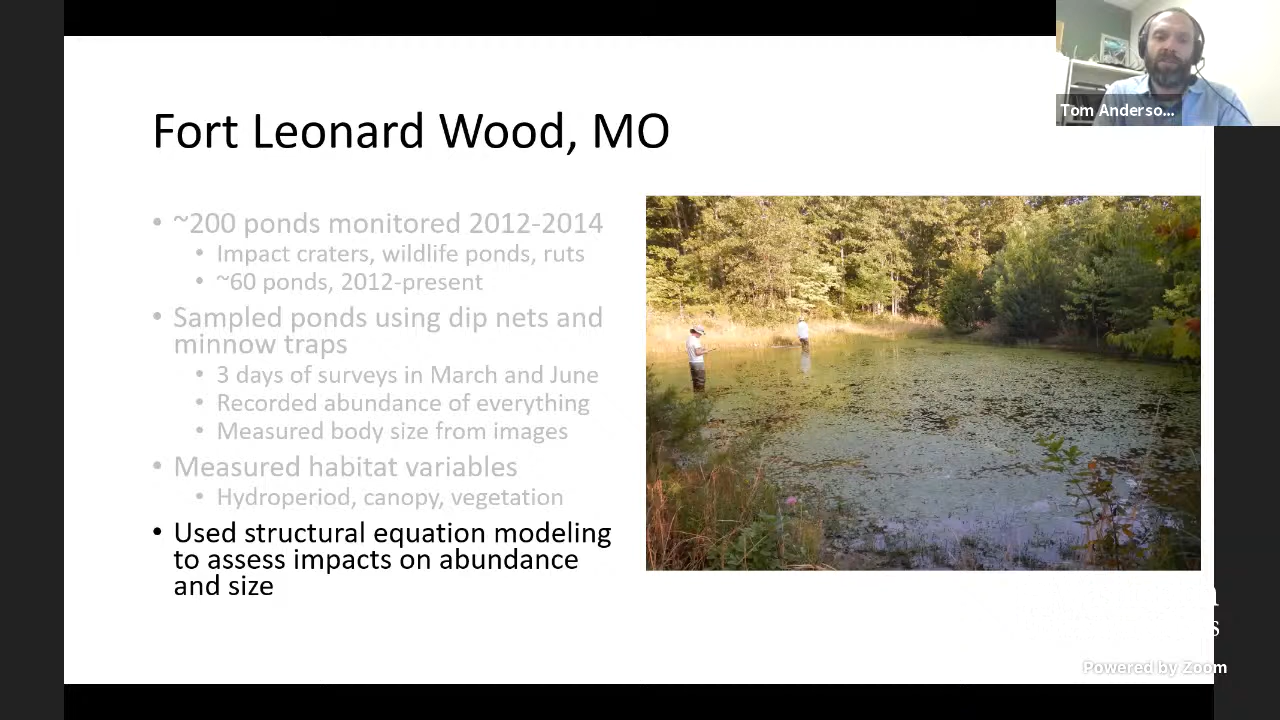 Tom Anderso...
Fort Leonard Wood, MO
• ~200 ponds monitored 2012-2014
• Impact craters, wildlife ponds, ruts
• ~60 ponds, 2012-present
• Sampled ponds using dip nets and
minnow traps
• 3 days of surveys in March and June
• Recorded abundance of everything
• Measured body size from images
• Measured habitat variables
• Hydroperiod, canopy, vegetation
• Used structural equation modeling
to assess impacts on abundance
and size
Powered by Zoom